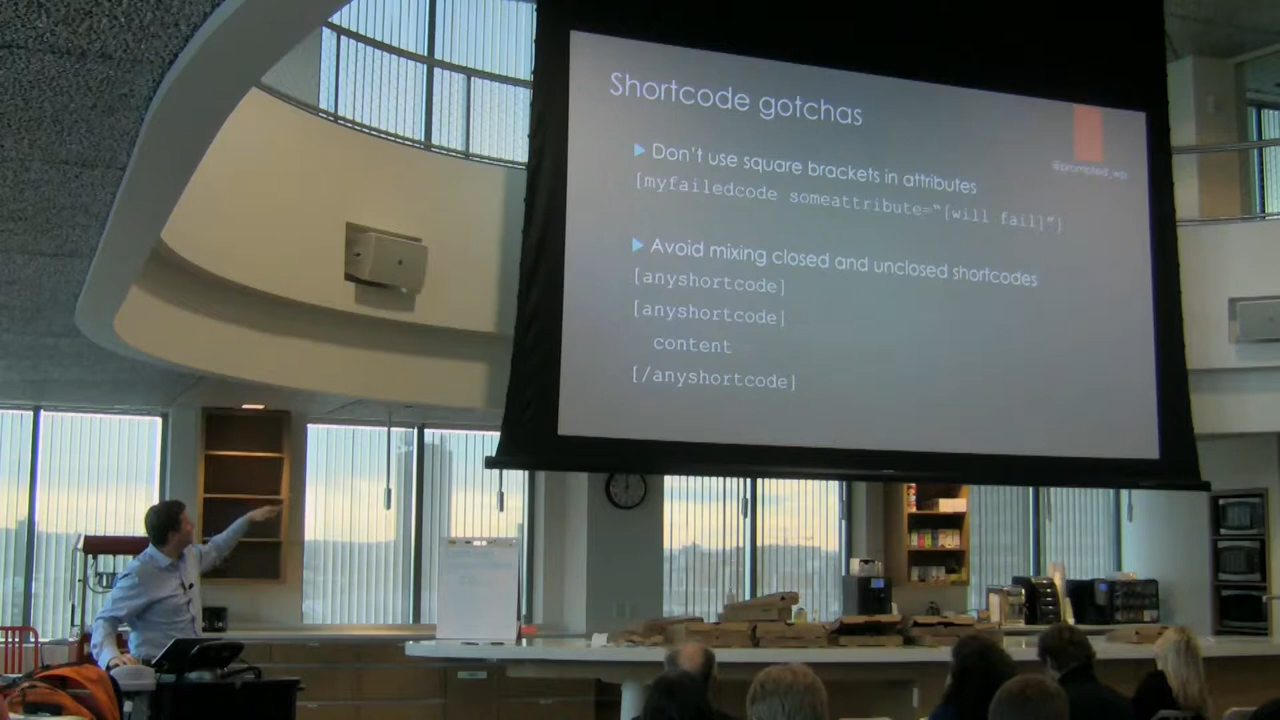 Shortcode gotchas
Don't use square brackets in attributes
[myfailedcode someattribute="[will fail]"]
@prompted_wp
Avoid mixing closed and unclosed shortcodes
[anyshortcode]
[anyshortcode]
content
[/anyshortcode]